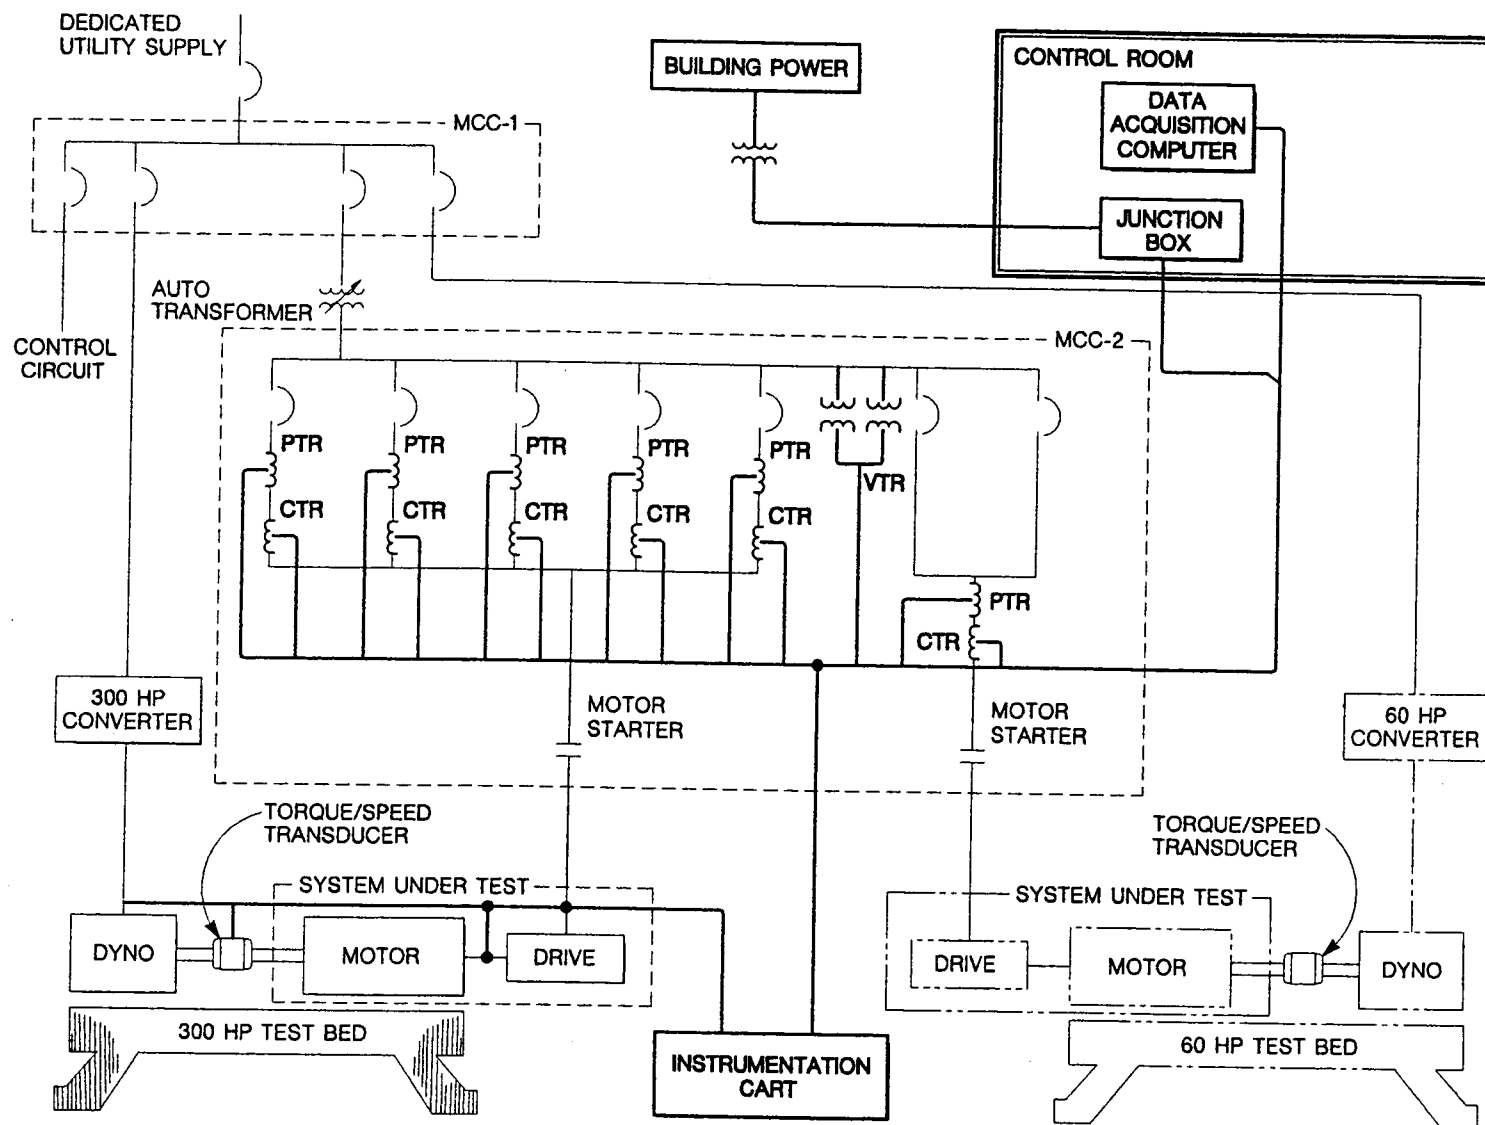 DEDICATED
UTILITY SUPPLY
MCC-1
BUILDING POWER
CONTROL ROOM
DATA
ACQUISITION
COMPUTER
JUNCTION
BOX
AUTO
TRANSFORMER
CONTROL
CIRCUIT
MCC-2
PTR
PTR
PTR
PTR
PTR
VTR
CTR
CTR
CTR
CTR
CTR
PTR
CTR
300 HP
CONVERTER
MOTOR
STARTER
MOTOR
STARTER
60 HP
CONVERTER
TORQUE/SPEED
TRANSDUCER
TORQUE/SPEED
TRANSDUCER
SYSTEM UNDER TEST
SYSTEM UNDER TEST
DYNO
MOTOR
DRIVE
DRIVE
MOTOR
DYNO
300 HP TEST BED
60 HP TEST BED
INSTRUMENTATION
CART